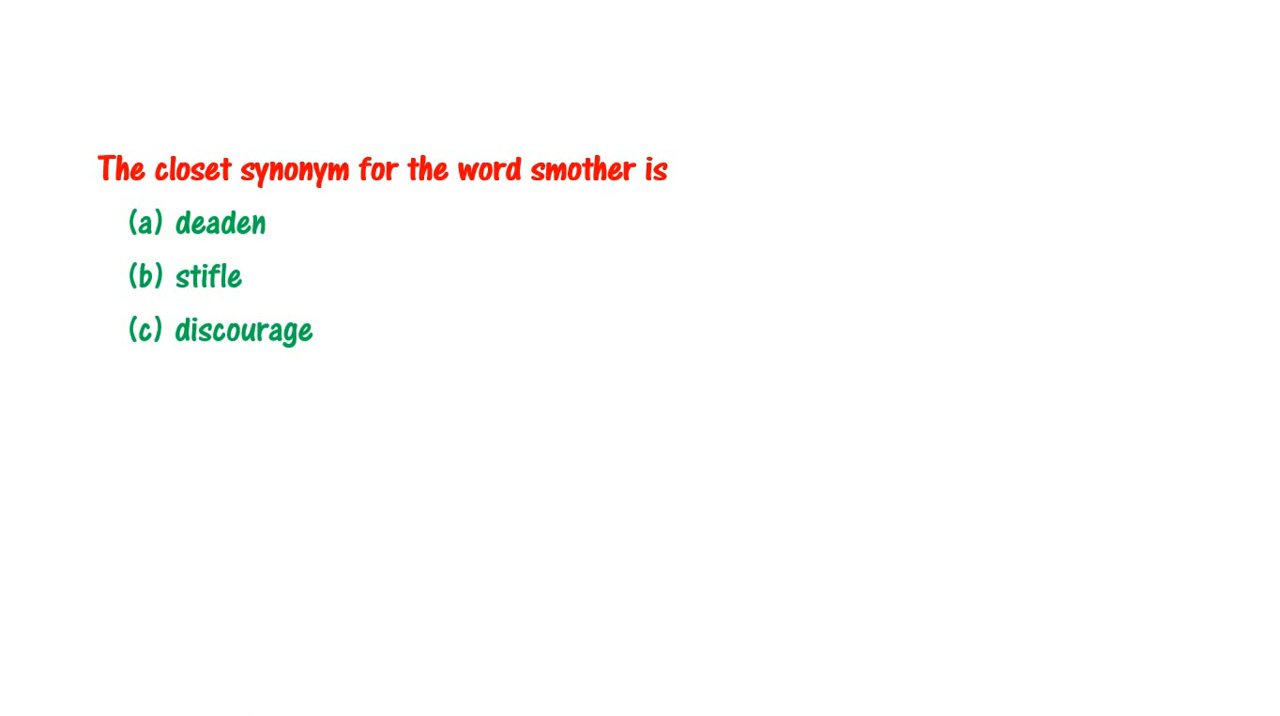 The closet synonym for the word smother is
(a) deaden
(b) stifle
(c) discourage